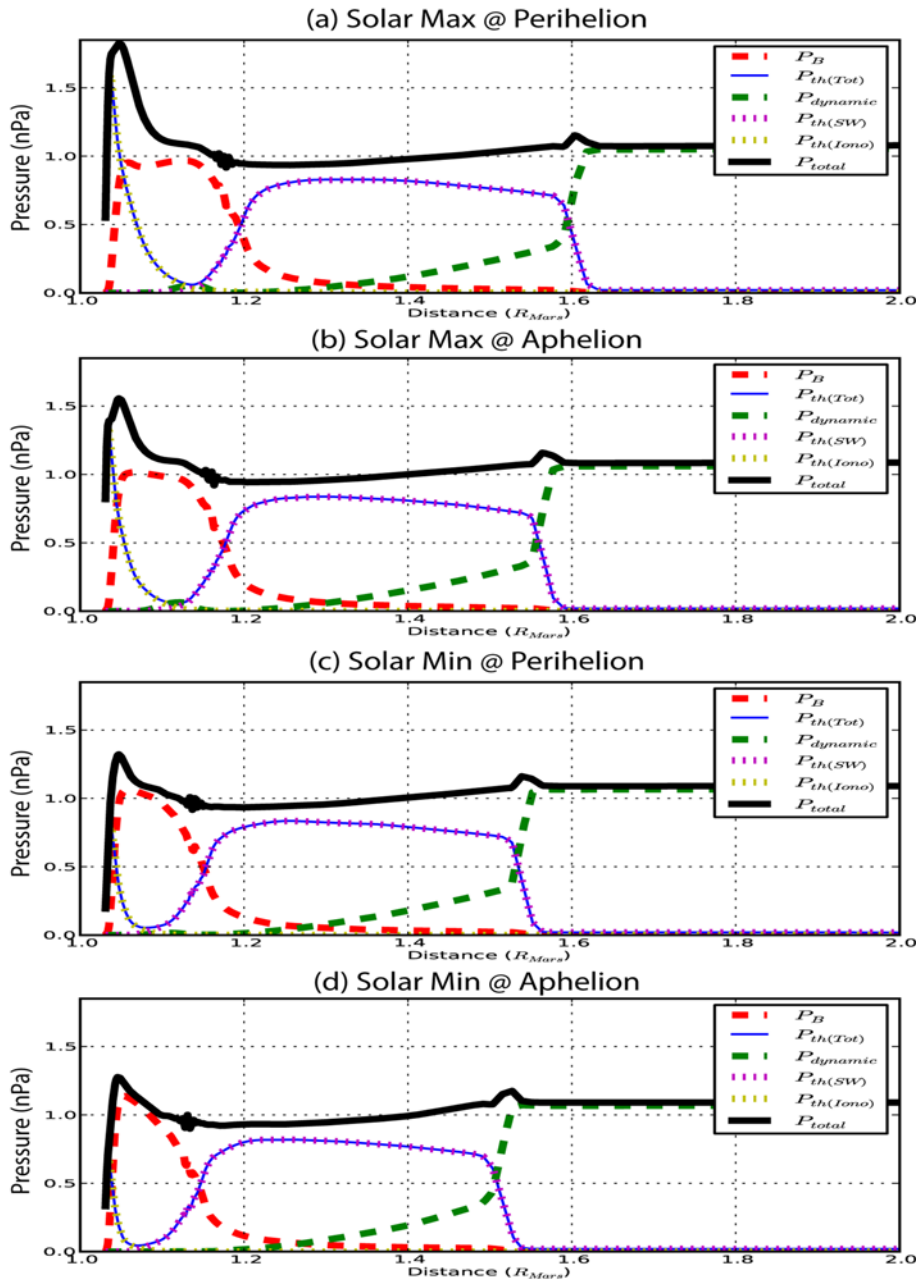 (a) Solar Max @ Perihelion
Pressure (nPa)
1.5
1.0
0.5
0.0
P_B
P_th(Tot)
P_dynamic
P_th(SW)
P_th(Iono)
P_total
1.0 1.2 1.4 1.6 1.8 2.0
Distance (R_Mars)
(b) Solar Max @ Aphelion
Pressure (nPa)
1.5
1.0
0.5
0.0
P_B
P_th(Tot)
P_dynamic
P_th(SW)
P_th(Iono)
P_total
1.0 1.2 1.4 1.6 1.8 2.0
Distance (R_Mars)
(c) Solar Min @ Perihelion
Pressure (nPa)
1.5
1.0
0.5
0.0
P_B
P_th(Tot)
P_dynamic
P_th(SW)
P_th(Iono)
P_total
1.0 1.2 1.4 1.6 1.8 2.0
Distance (R_Mars)
(d) Solar Min @ Aphelion
Pressure (nPa)
1.5
1.0
0.5
0.0
P_B
P_th(Tot)
P_dynamic
P_th(SW)
P_th(Iono)
P_total
1.0 1.2 1.4 1.6 1.8 2.0
Distance (R_Mars)